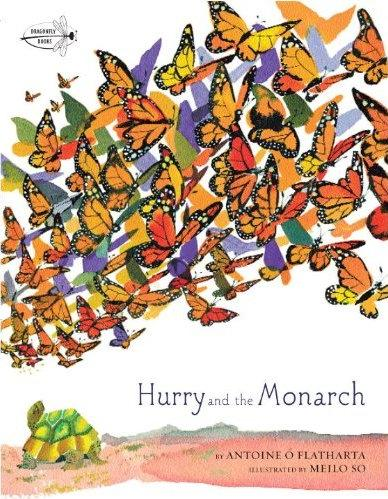 DRAGONFLY
BOOKS
Hurry and the Monarch
BY ANTOINE Ó FLATHARTA
ILLUSTRATED BY MEILO SO